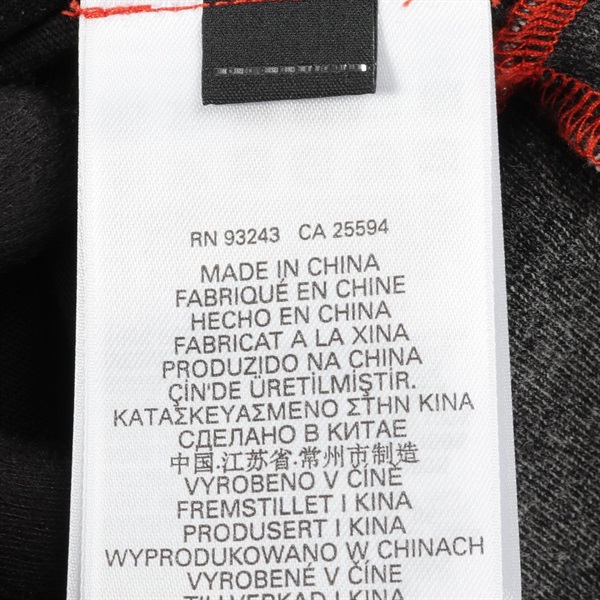 RN 93243 CA 25594
MADE IN CHINA
FABRIQUÉ EN CHINE
HECHO EN CHINA
FABRICAT A LA XINA
PRODUZIDO NA CHINA
ÇİN'DE ÜRETİLMİŞTİR.
ΚΑΤΑΣΚΕΥΑΣΜΕΝΟ ΣΤΗΝ ΚΙΝΑ
СДЕЛАНО В КИТАЕ
中国.江苏省.常州市制造
VYROBENO V ČÍNĚ
FREMSTILLET I KINA
PRODUSERT I KINA
WYPRODUKOWANO W CHINACH
VYROBENÉ V ČÍNE
TILLVERKAD I KINA